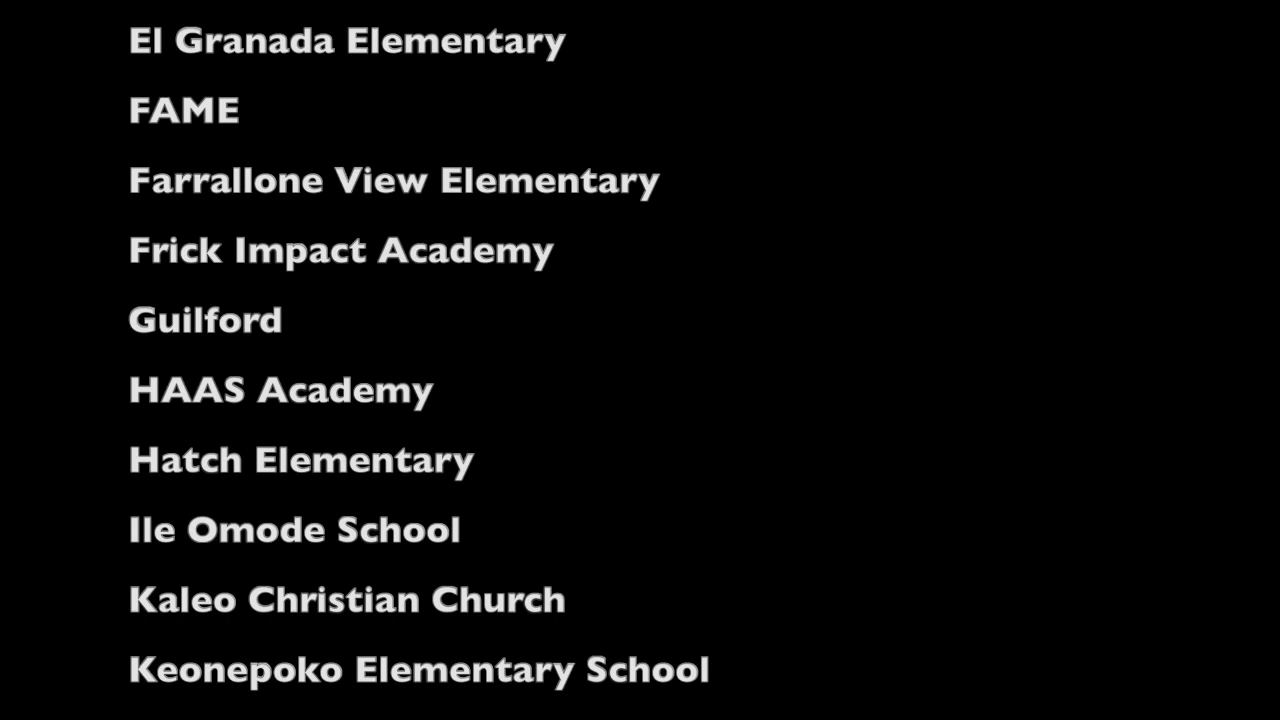 El Granada Elementary
FAME
Farrallone View Elementary
Frick Impact Academy
Guilford
HAAS Academy
Hatch Elementary
Ile Omode School
Kaleo Christian Church
Keonepoko Elementary School